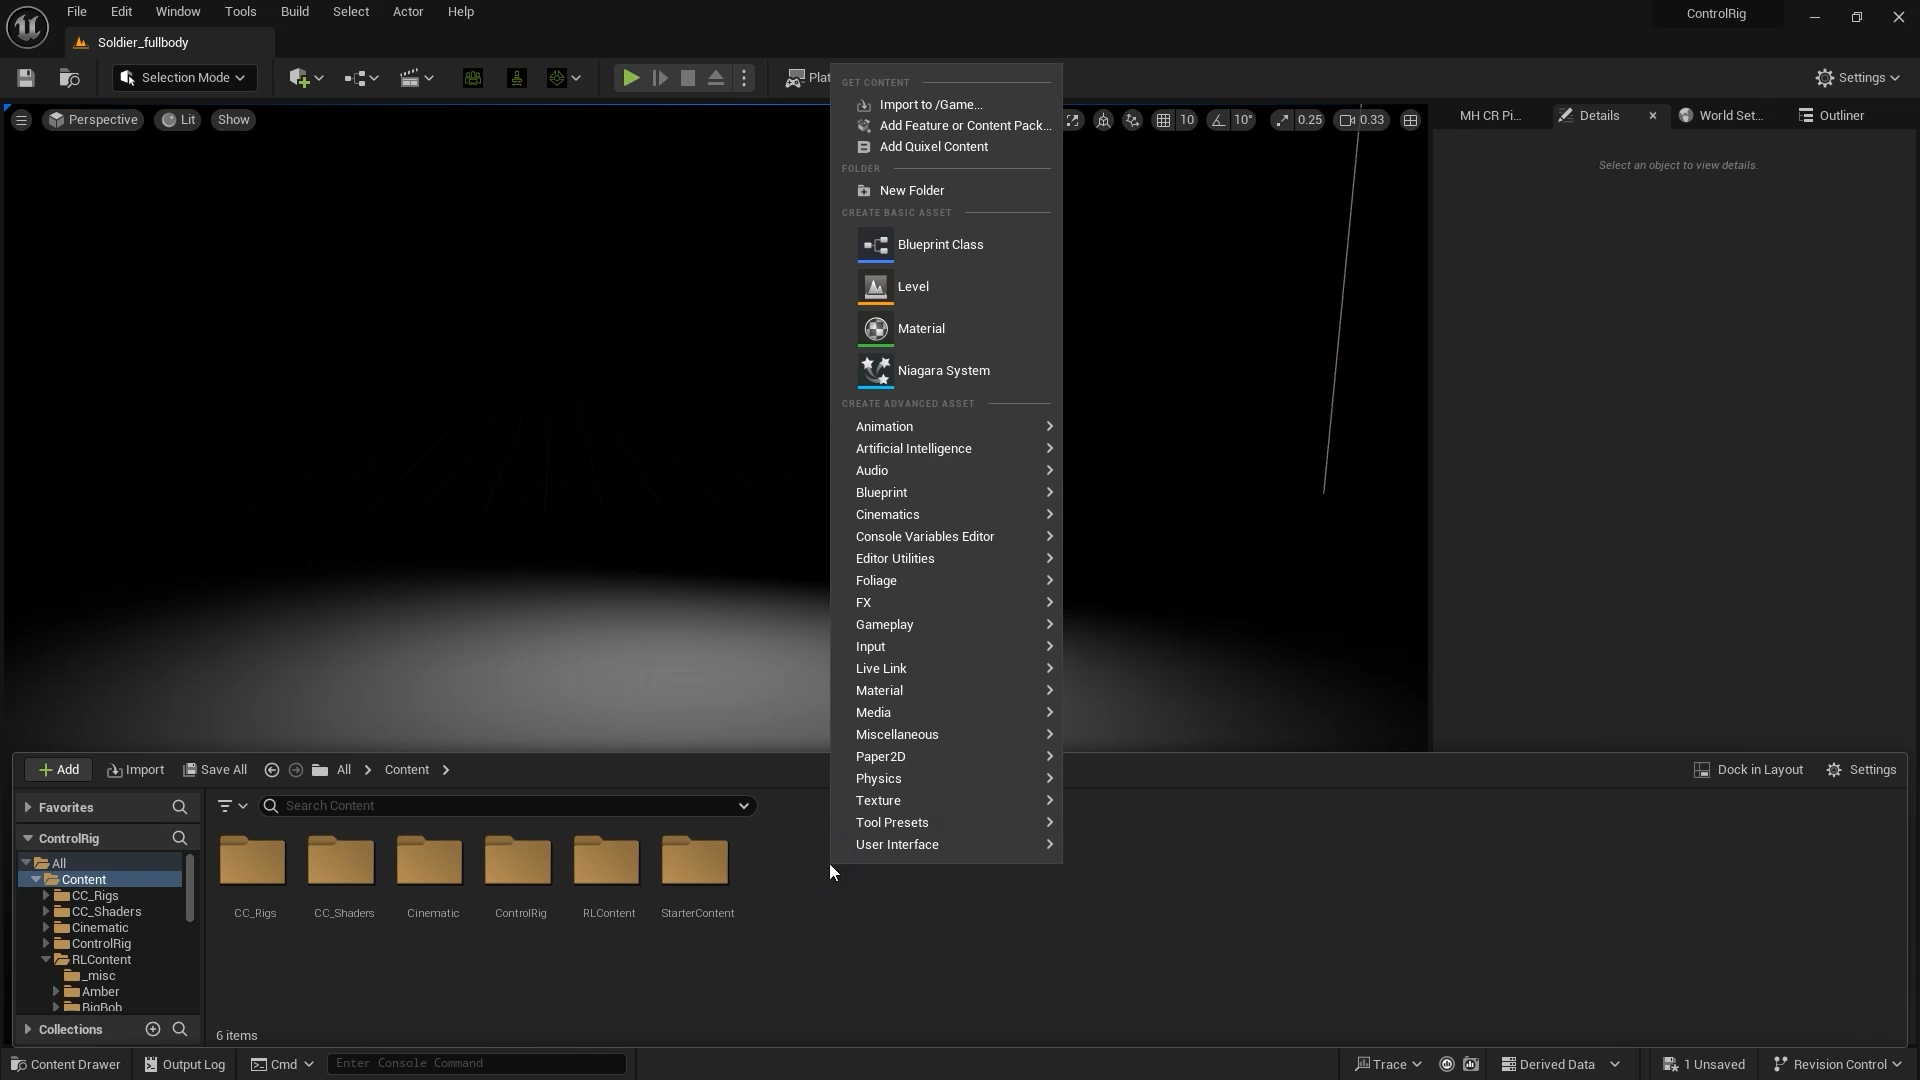 File Edit Window Tools Build Select Actor Help
ControlRig
Soldier_fullbody
Selection Mode
Plat
Settings
Perspective Lit Show
10 10° 0.25 0.33
MH CR Pi... Details World Set... Outliner
Select an object to view details.
GET CONTENT
Import to /Game...
Add Feature or Content Pack...
Add Quixel Content
FOLDER
New Folder
CREATE BASIC ASSET
Blueprint Class
Level
Material
Niagara System
CREATE ADVANCED ASSET
Animation
Artificial Intelligence
Audio
Blueprint
Cinematics
Console Variables Editor
Editor Utilities
Foliage
FX
Gameplay
Input
Live Link
Material
Media
Miscellaneous
Paper2D
Physics
Texture
Tool Presets
User Interface
Add Import Save All All Content
Dock in Layout Settings
Favorites
Search Content
ControlRig
All
Content
CC_Rigs
CC_Shaders
Cinematic
ControlRig
RLContent
_misc
Amber
BigBob
Collections
CC_Rigs CC_Shaders Cinematic ControlRig RLContent StarterContent
6 items
Content Drawer Output Log Cmd Enter Console Command
Trace Derived Data 1 Unsaved Revision Control